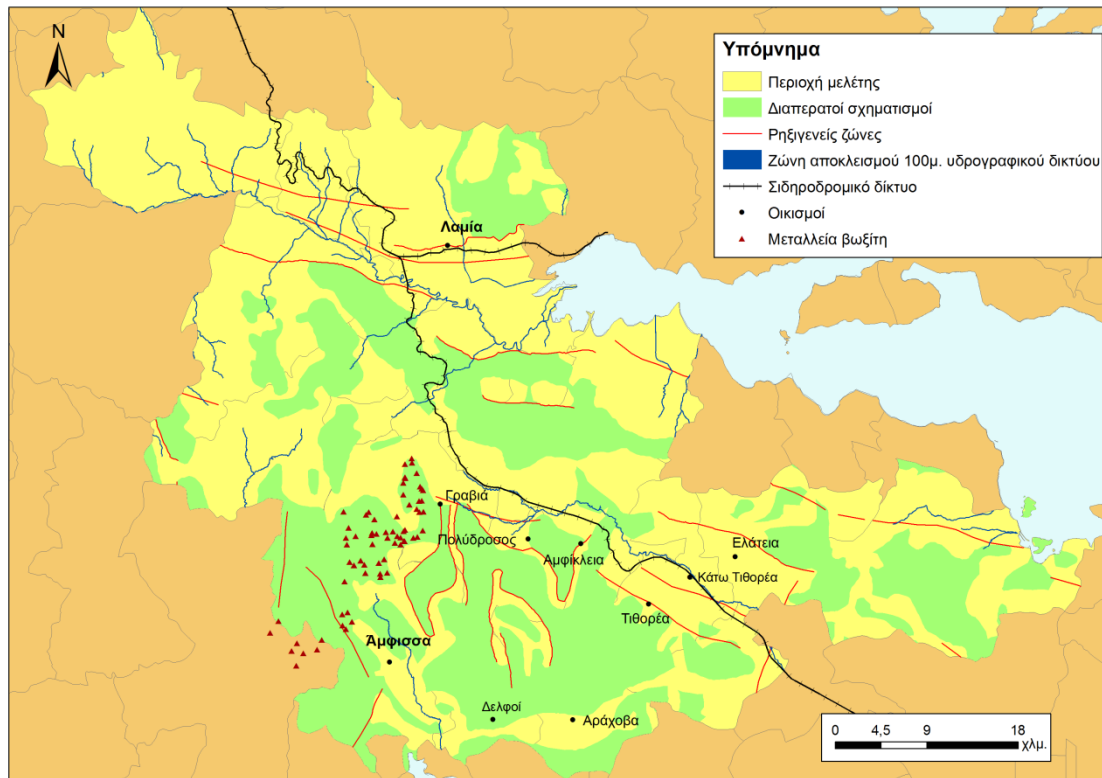 N
Υπόμνημα
Περιοχή μελέτης
Διαπερατοί σχηματισμοί
Ρηξιγενείς ζώνες
Ζώνη αποκλεισμού 100μ. υδρογραφικού δικτύου
Σιδηροδρομικό δίκτυο
Οικισμοί
Μεταλλεία βωξίτη
Λαμία
Γραβιά
Πολύδροσος
Αμφίκλεια
Ελάτεια
Κάτω Τιθορέα
Τιθορέα
Άμφισσα
Δελφοί
Αράχοβα
0 4,5 9 18
χλμ.